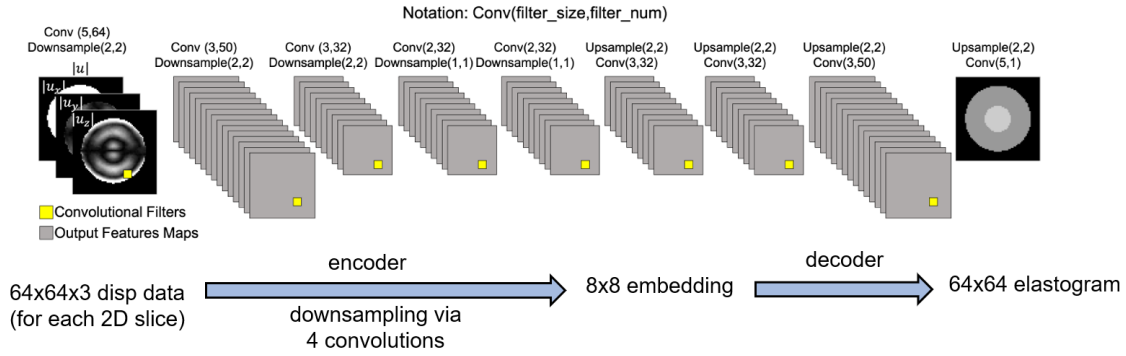 Notation: Conv(filter_size,filter_num)
Conv (5,64)
Downsample(2,2)
Conv (3,50)
Downsample(2,2)
Conv (3,32)
Downsample(2,2)
Conv(2,32)
Downsample(1,1)
Conv(2,32)
Downsample(1,1)
Upsample(2,2)
Conv(3,32)
Upsample(2,2)
Conv(3,32)
Upsample(2,2)
Conv(3,50)
Upsample(2,2)
Conv(5,1)
|u|
|u_x|
|u_y|
|u_z|
Convolutional Filters
Output Features Maps
64x64x3 disp data
(for each 2D slice)
encoder
downsampling via
4 convolutions
8x8 embedding
decoder
64x64 elastogram